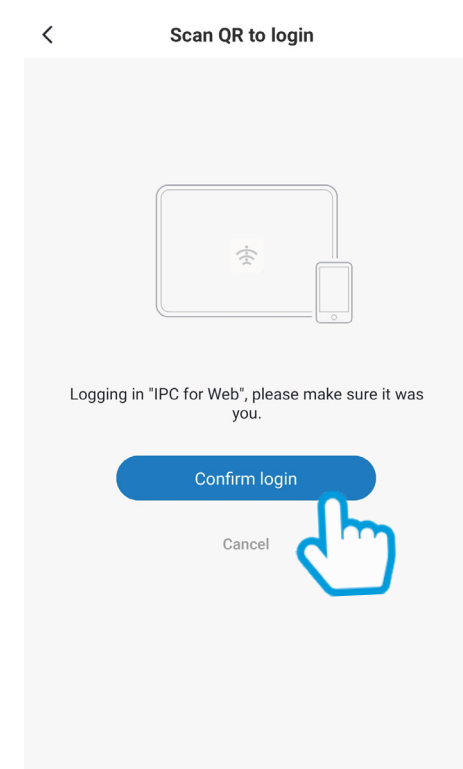 Scan QR to login
Logging in "IPC for Web", please make sure it was
you.
Confirm login
Cancel